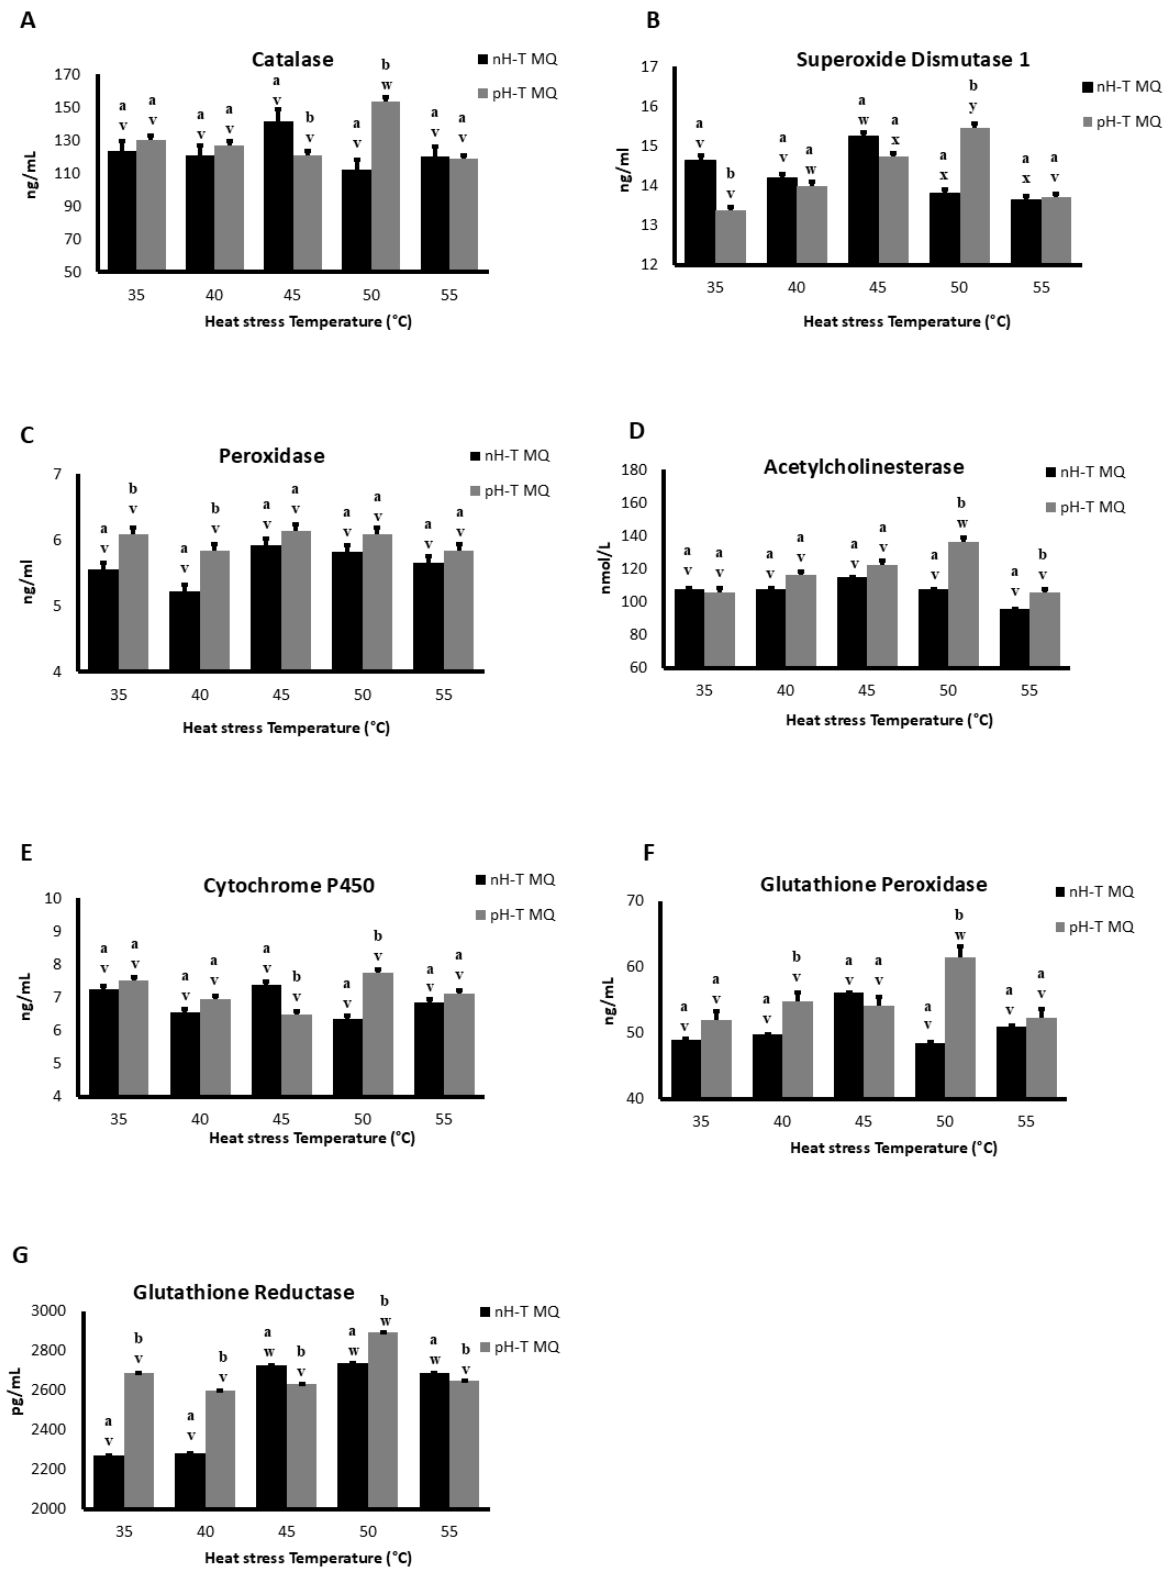 A
Catalase
nH-T MQ
pH-T MQ
170
150
130
110
90
70
50
ng/mL
a a a a a b a b a a
v v v v v v v w v v
35 40 45 50 55
Heat stress Temperature (°C)
B
Superoxide Dismutase 1
nH-T MQ
pH-T MQ
17
16
15
14
13
12
ng/ml
a b a a a a a b a a
v v v w w x x y x v
35 40 45 50 55
Heat stress Temperature (°C)
C
Peroxidase
nH-T MQ
pH-T MQ
7
6
5
4
ng/ml
a b a b a a a a a a
v v v v v v v v v v
35 40 45 50 55
Heat stress Temperature (°C)
D
Acetylcholinesterase
nH-T MQ
pH-T MQ
180
160
140
120
100
80
60
nmol/L
a a a a a a a b a b
v v v v v v v w v v
35 40 45 50 55
Heat stress Temperature (°C)
E
Cytochrome P450
nH-T MQ
pH-T MQ
10
9
8
7
6
5
4
ng/mL
a a a a a b a b a a
v v v v v v v v v v
35 40 45 50 55
Heat stress Temperature (°C)
F
Glutathione Peroxidase
nH-T MQ
pH-T MQ
70
60
50
40
ng/mL
a a a b a a a b a a
v v v v v v v w v v
35 40 45 50 55
Heat stress Temperature (°C)
G
Glutathione Reductase
nH-T MQ
pH-T MQ
3000
2800
2600
2400
2200
2000
pg/mL
a b a b a b a b a b
v v v v w v w w w v
35 40 45 50 55
Heat stress Temperature (°C)